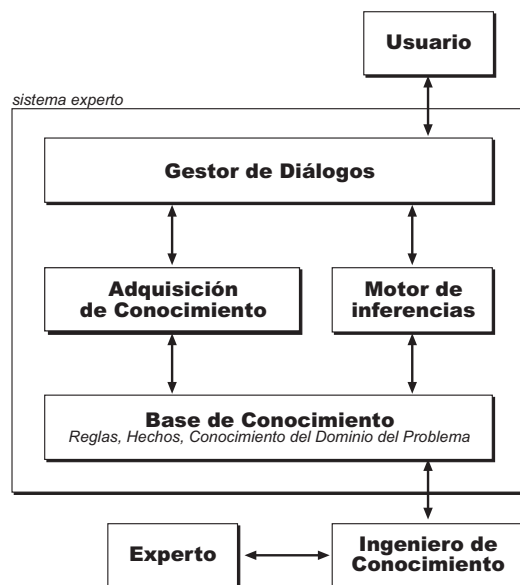 Usuario
sistema experto
Gestor de Diálogos
Adquisición
de Conocimiento
Motor de
inferencias
Base de Conocimiento
Reglas, Hechos, Conocimiento del Dominio del Problema
Experto
Ingeniero de
Conocimiento